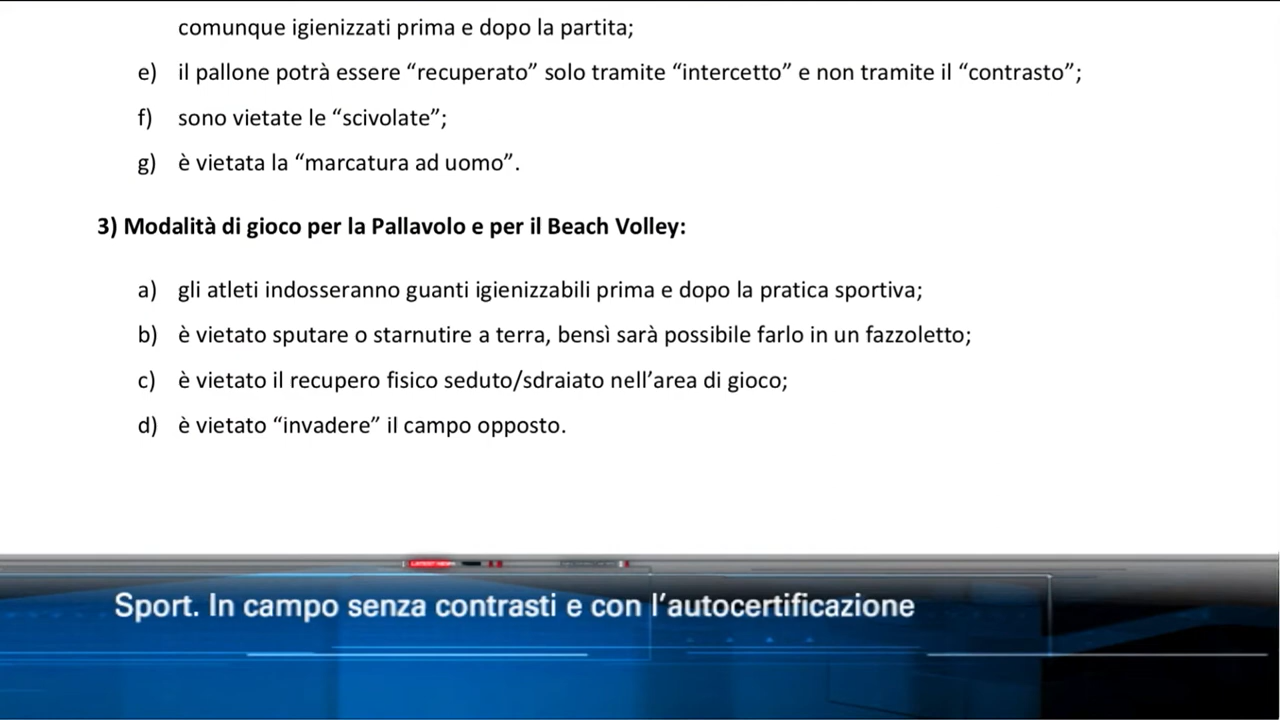 comunque igienizzati prima e dopo la partita;
e) il pallone potrà essere “recuperato” solo tramite “intercetto” e non tramite il “contrasto”;
f) sono vietate le “scivolate”;
g) è vietata la “marcatura ad uomo”.
3) Modalità di gioco per la Pallavolo e per il Beach Volley:
a) gli atleti indosseranno guanti igienizzabili prima e dopo la pratica sportiva;
b) è vietato sputare o starnutire a terra, bensì sarà possibile farlo in un fazzoletto;
c) è vietato il recupero fisico seduto/sdraiato nell’area di gioco;
d) è vietato “invadere” il campo opposto.
LATEST NEWS
Sport. In campo senza contrasti e con l’autocertificazione